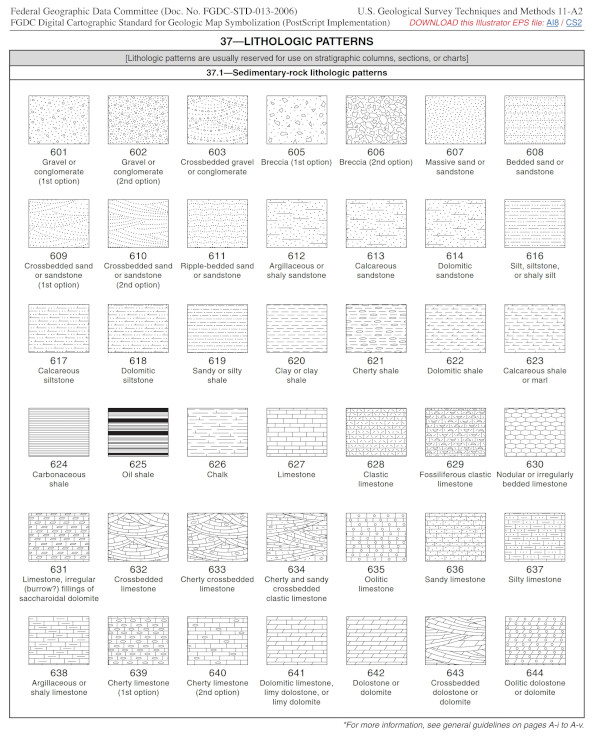 Federal Geographic Data Committee (Doc. No. FGDC-STD-013-2006) U.S. Geological Survey Techniques and Methods 11-A2
FGDC Digital Cartographic Standard for Geologic Map Symbolization (PostScript Implementation) DOWNLOAD this Illustrator EPS file: AI8 / CS2
37—LITHOLOGIC PATTERNS
[Lithologic patterns are usually reserved for use on stratigraphic columns, sections, or charts]
37.1—Sedimentary-rock lithologic patterns
601
Gravel or
conglomerate
(1st option)
602
Gravel or
conglomerate
(2nd option)
603
Crossbedded gravel
or conglomerate
605
Breccia (1st option)
606
Breccia (2nd option)
607
Massive sand or
sandstone
608
Bedded sand or
sandstone
609
Crossbedded sand
or sandstone
(1st option)
610
Crossbedded sand
or sandstone
(2nd option)
611
Ripple-bedded sand
or sandstone
612
Argillaceous or
shaly sandstone
613
Calcareous
sandstone
614
Dolomitic
sandstone
616
Silt, siltstone,
or shaly silt
617
Calcareous
siltstone
618
Dolomitic
siltstone
619
Sandy or silty
shale
620
Clay or clay
shale
621
Cherty shale
622
Dolomitic shale
623
Calcareous shale
or marl
624
Carbonaceous
shale
625
Oil shale
626
Chalk
627
Limestone
628
Clastic
limestone
629
Fossiliferous clastic
limestone
630
Nodular or irregularly
bedded limestone
631
Limestone, irregular
(burrow?) fillings of
saccharoidal dolomite
632
Crossbedded
limestone
633
Cherty crossbedded
limestone
634
Cherty and sandy
crossbedded
clastic limestone
635
Oolitic
limestone
636
Sandy limestone
637
Silty limestone
638
Argillaceous or
shaly limestone
639
Cherty limestone
(1st option)
640
Cherty limestone
(2nd option)
641
Dolomitic limestone,
limy dolostone, or
limy dolomite
642
Dolostone or
dolomite
643
Crossbedded
dolostone or
dolomite
644
Oolitic dolostone
or dolomite
*For more information, see general guidelines on pages A-i to A-v.